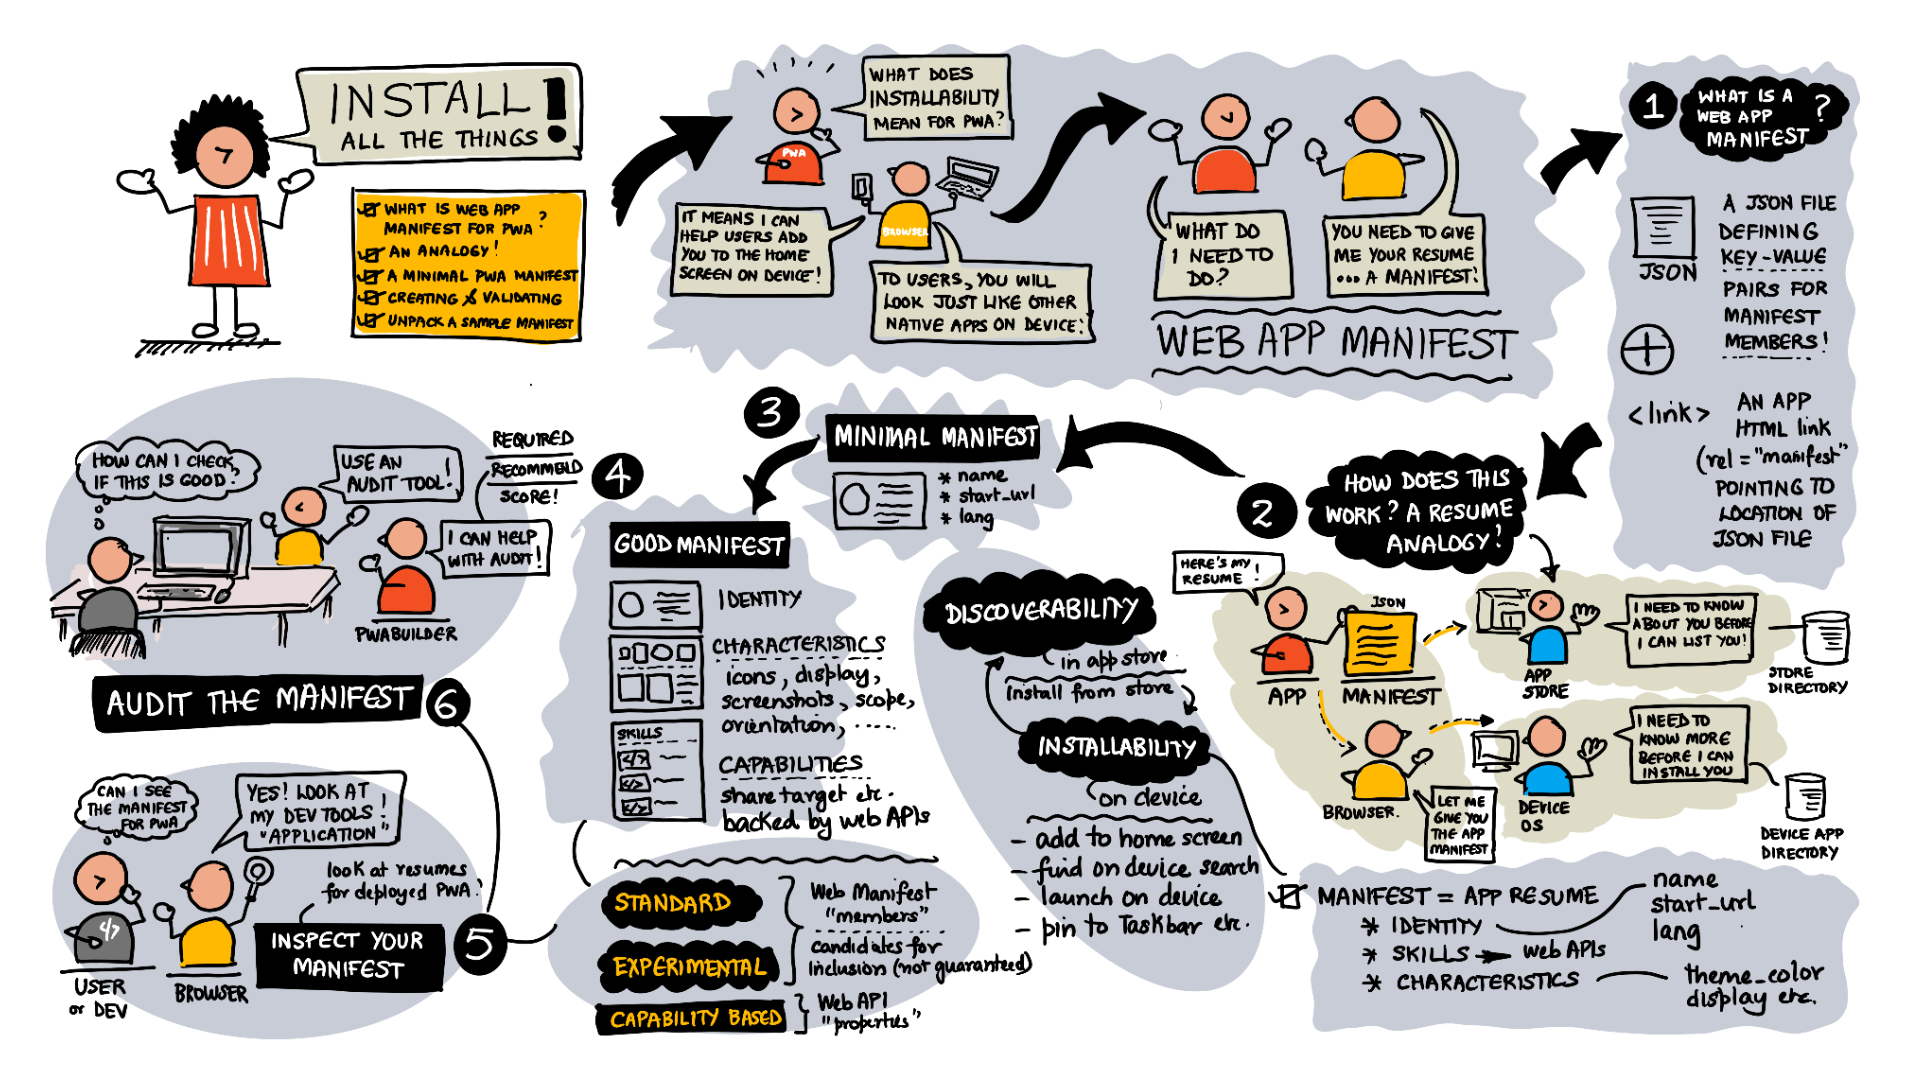 INSTALL!
ALL THE THINGS
WHAT IS WEB APP
MANIFEST FOR PWA?
AN ANALOGY!
A MINIMAL PWA MANIFEST
CREATING & VALIDATING
UNPACK A SAMPLE MANIFEST
WHAT DOES
INSTALLABILITY
MEAN FOR PWA?
PWA
BROWSER
IT MEANS I CAN
HELP USERS ADD
YOU TO THE HOME
SCREEN ON DEVICE!
TO USERS, YOU WILL
LOOK JUST LIKE OTHER
NATIVE APPS ON DEVICE!
WHAT DO
I NEED TO
DO?
YOU NEED TO GIVE
ME YOUR RESUME
... A MANIFEST!
WEB APP MANIFEST
1
WHAT IS A
WEB APP
MANIFEST?
JSON
A JSON FILE
DEFINING
KEY-VALUE
PAIRS FOR
MANIFEST
MEMBERS!
<link>
AN APP
HTML link
(rel="manifest"
POINTING TO
LOCATION OF
JSON FILE
2
HOW DOES THIS
WORK? A RESUME
ANALOGY!
HERE'S MY
RESUME!
APP
JSON
MANIFEST
APP
STORE
I NEED TO KNOW
ABOUT YOU BEFORE
I CAN LIST YOU!
STORE
DIRECTORY
BROWSER.
LET ME
GIVE YOU
THE APP
MANIFEST
DEVICE
OS
I NEED TO
KNOW MORE
BEFORE I CAN
INSTALL YOU
DEVICE APP
DIRECTORY
MANIFEST = APP RESUME
* IDENTITY
name
start_url
lang
* SKILLS
web APIs
* CHARACTERISTICS
theme_color
display etc.
DISCOVERABILITY
in app store
install from store
INSTALLABILITY
on device
- add to home screen
- find on device search
- launch on device
- pin to Taskbar etc.
3
MINIMAL MANIFEST
* name
* start_url
* lang
4
GOOD MANIFEST
IDENTITY
CHARACTERISTICS
icons, display,
screenshots, scope,
orientation, .....
SKILLS
</>
</>
</>
CAPABILITIES
share target etc.
backed by web APIs
STANDARD
Web Manifest
"members"
EXPERIMENTAL
candidates for
inclusion (not guaranteed)
CAPABILITY BASED
Web API
"properties"
5
INSPECT YOUR
MANIFEST
CAN I SEE
THE MANIFEST
FOR PWA
YES! LOOK AT
MY DEV TOOLS!
"APPLICATION"
look at resumes
for deployed PWA!
</>
USER
or DEV
BROWSER
6
AUDIT THE MANIFEST
HOW CAN I CHECK
IF THIS IS GOOD?
USE AN
AUDIT TOOL!
I CAN HELP
WITH AUDIT!
REQUIRED
RECOMMEND
SCORE!
PWABUILDER